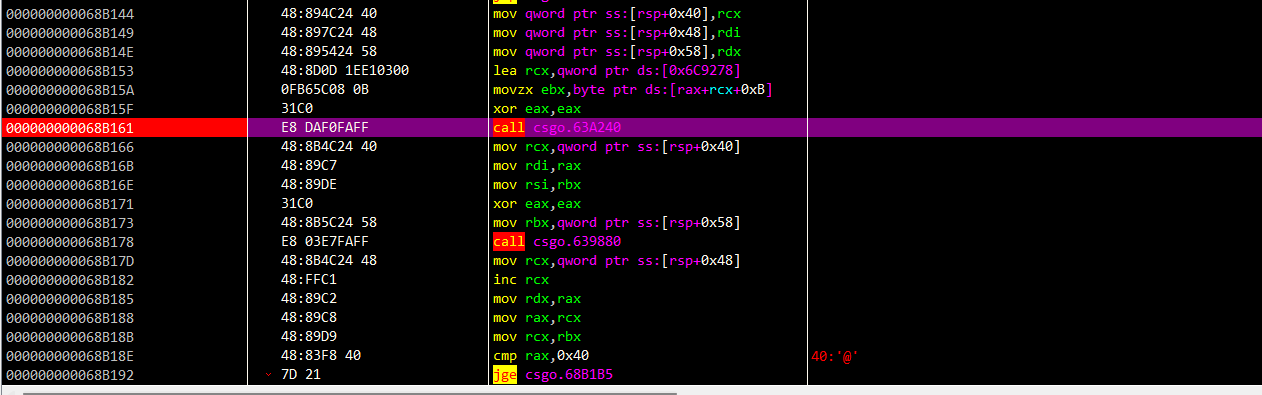 000000000068B144 48:894C24 40 mov qword ptr ss:[rsp+0x40],rcx
000000000068B149 48:897C24 48 mov qword ptr ss:[rsp+0x48],rdi
000000000068B14E 48:895424 58 mov qword ptr ss:[rsp+0x58],rdx
000000000068B153 48:8D0D 1EE10300 lea rcx,qword ptr ds:[0x6C9278]
000000000068B15A 0FB65C08 0B movzx ebx,byte ptr ds:[rax+rcx+0xB]
000000000068B15F 31C0 xor eax,eax
000000000068B161 E8 DAF0FAFF call csgo.63A240
000000000068B166 48:8B4C24 40 mov rcx,qword ptr ss:[rsp+0x40]
000000000068B16B 48:89C7 mov rdi,rax
000000000068B16E 48:89DE mov rsi,rbx
000000000068B171 31C0 xor eax,eax
000000000068B173 48:8B5C24 58 mov rbx,qword ptr ss:[rsp+0x58]
000000000068B178 E8 03E7FAFF call csgo.639880
000000000068B17D 48:8B4C24 48 mov rcx,qword ptr ss:[rsp+0x48]
000000000068B182 48:FFC1 inc rcx
000000000068B185 48:89C2 mov rdx,rax
000000000068B188 48:89C8 mov rax,rcx
000000000068B18B 48:89D9 mov rcx,rbx
000000000068B18E 48:83F8 40 cmp rax,0x40 40:'@'
000000000068B192 7D 21 jge csgo.68B1B5